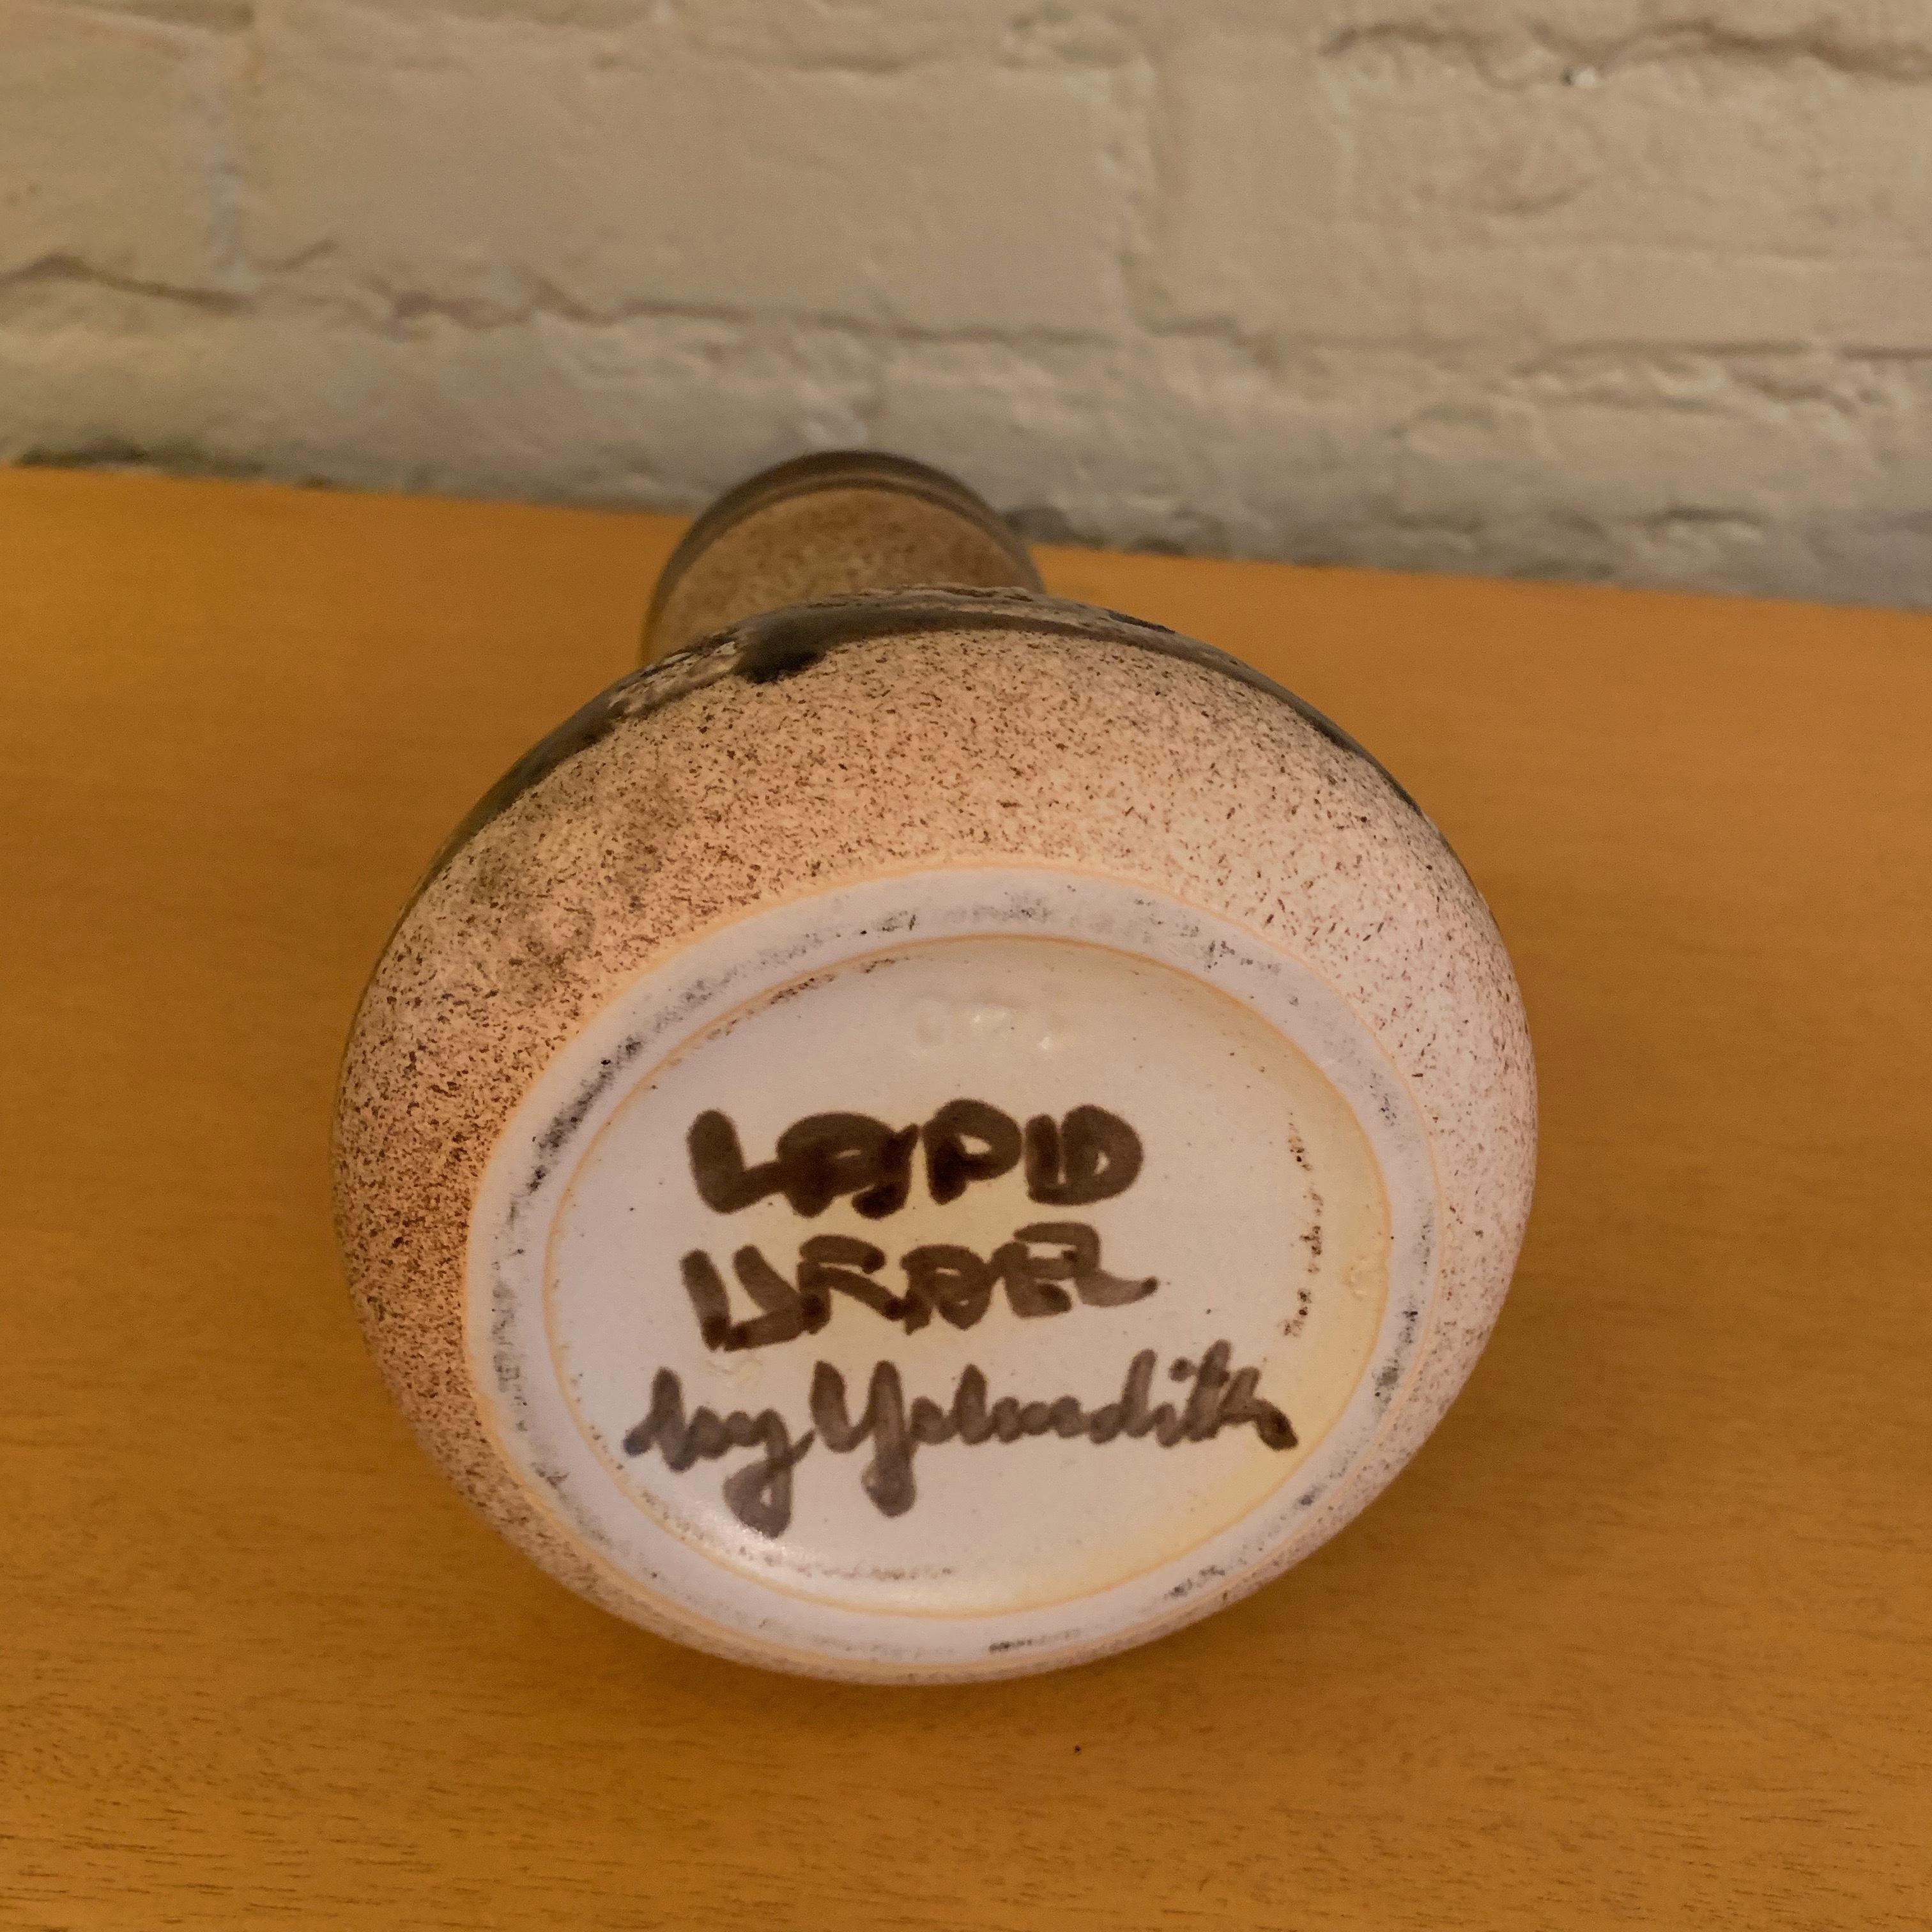 LAPID
ISRAEL
by Yehudith